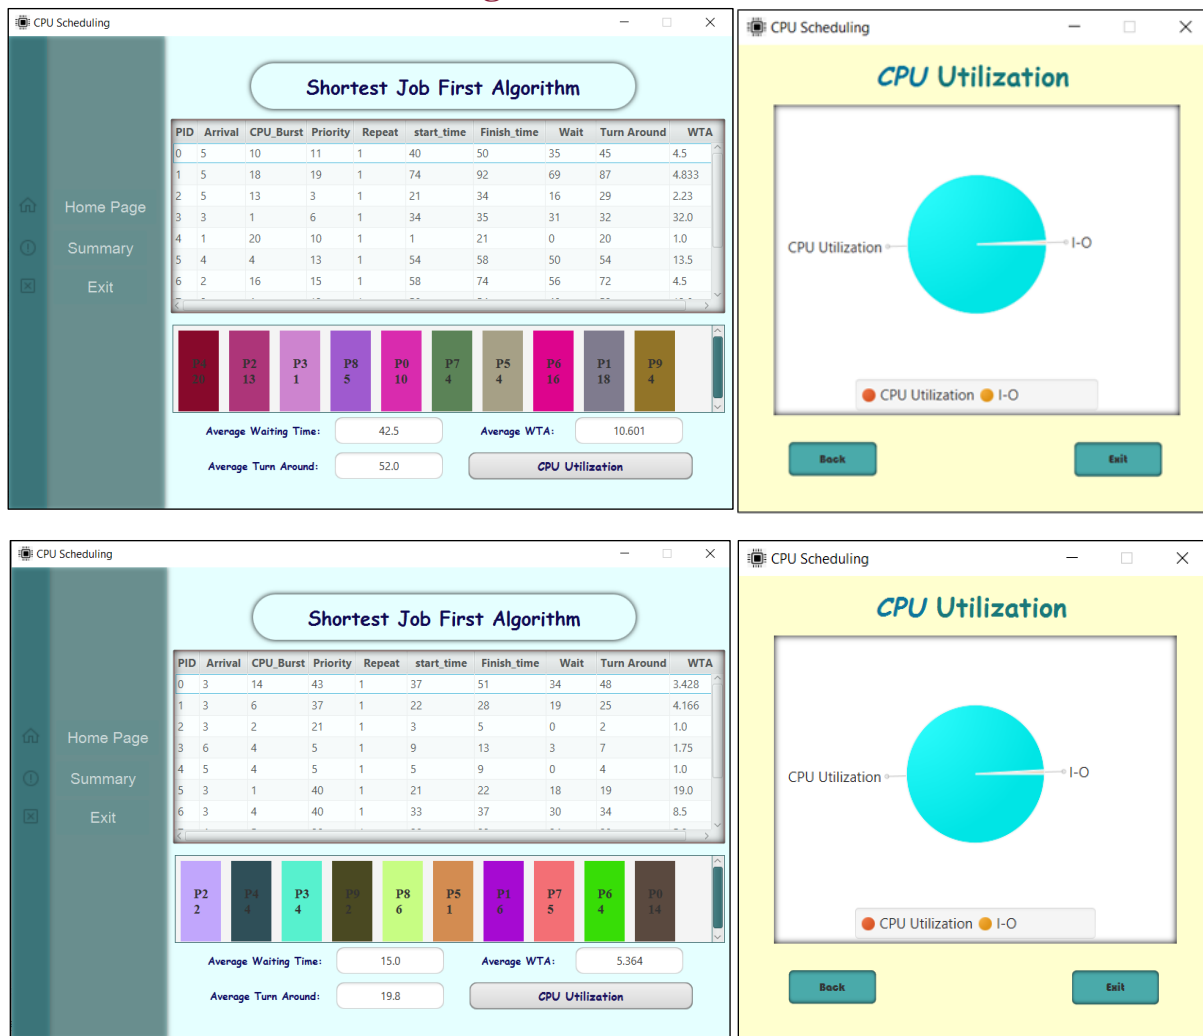 CPU Scheduling
Shortest Job First Algorithm
PID Arrival CPU_Burst Priority Repeat start_time Finish_time Wait Turn Around WTA
0 5 10 11 1 40 50 35 45 4.5
1 5 18 19 1 74 92 69 87 4.833
2 5 13 3 1 21 34 16 29 2.23
3 3 1 6 1 34 35 31 32 32.0
4 1 20 10 1 1 21 0 20 1.0
5 4 4 13 1 54 58 50 54 13.5
6 2 16 15 1 58 74 56 72 4.5
Home Page
Summary
Exit
P4 P2 P3 P8 P0 P7 P5 P6 P1 P9
20 13 1 5 10 4 4 16 18 4
Average Waiting Time: 42.5 Average WTA: 10.601
Average Turn Around: 52.0 CPU Utilization
CPU Scheduling
CPU Utilization
CPU Utilization I-O
CPU Utilization I-O
Back Exit
CPU Scheduling
Shortest Job First Algorithm
PID Arrival CPU_Burst Priority Repeat start_time Finish_time Wait Turn Around WTA
0 3 14 43 1 37 51 34 48 3.428
1 3 6 37 1 22 28 19 25 4.166
2 3 2 21 1 3 5 0 2 1.0
3 6 4 5 1 9 13 3 7 1.75
4 5 4 5 1 5 9 0 4 1.0
5 3 1 40 1 21 22 18 19 19.0
6 3 4 40 1 33 37 30 34 8.5
Home Page
Summary
Exit
P2 P4 P3 P9 P8 P5 P1 P7 P6 P0
2 4 4 2 6 1 6 5 4 14
Average Waiting Time: 15.0 Average WTA: 5.364
Average Turn Around: 19.8 CPU Utilization
CPU Scheduling
CPU Utilization
CPU Utilization I-O
CPU Utilization I-O
Back Exit